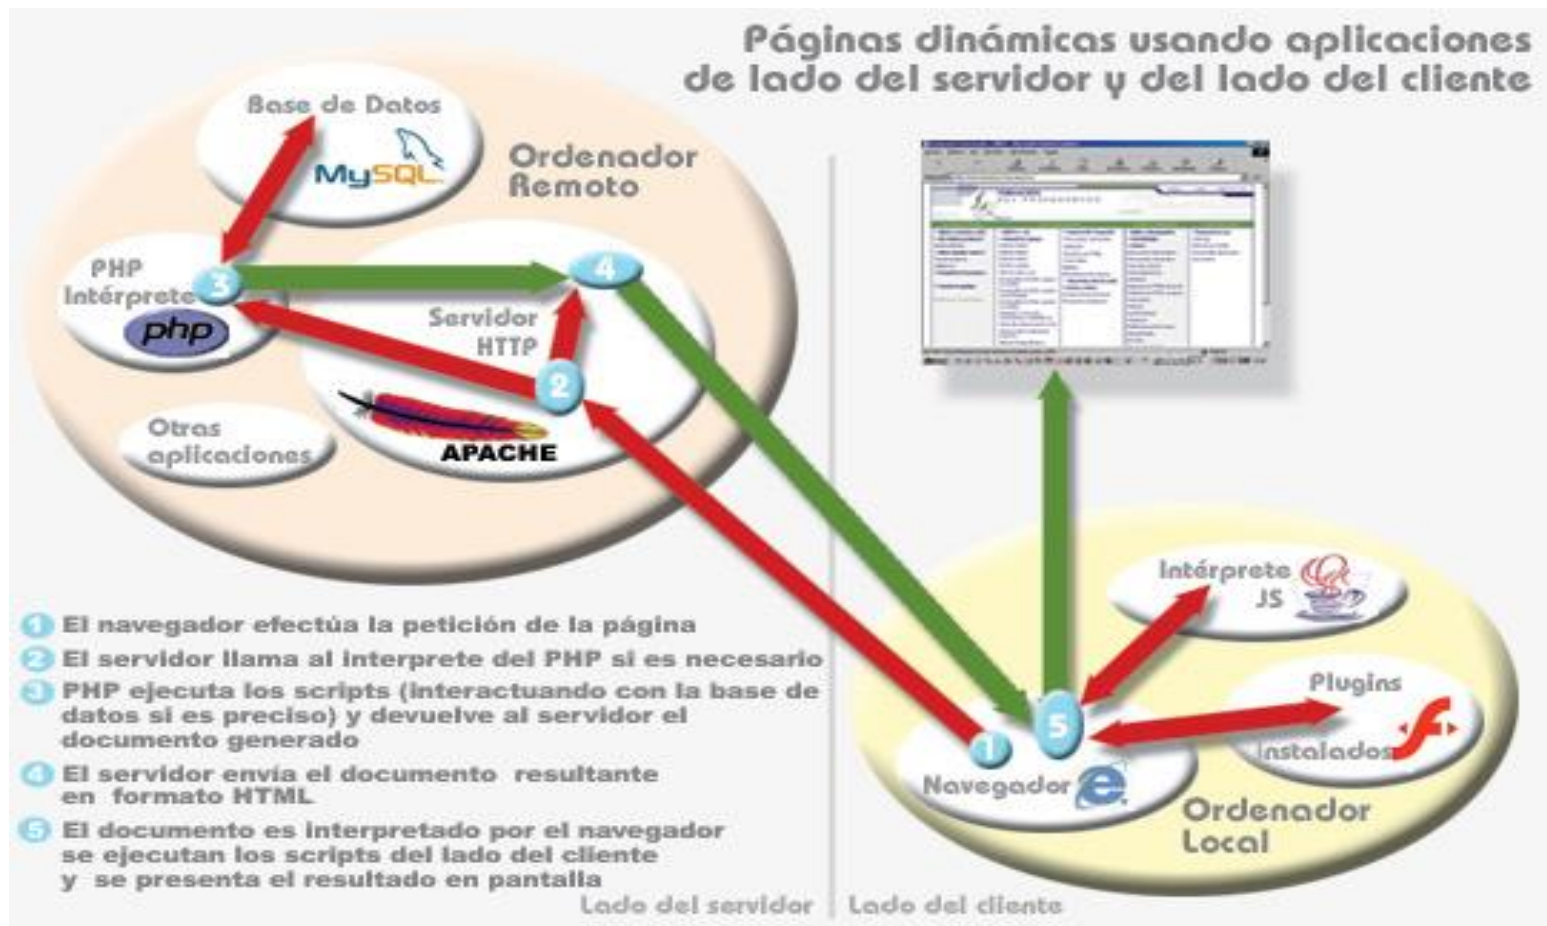 Páginas dinámicas usando aplicaciones
de lado del servidor y del lado del cliente
Base de Datos
MySQL
Ordenador
Remoto
PHP
Intérprete
3
php
4
Servidor
HTTP
2
APACHE
Otras
aplicaciones
Intérprete
JS
Plugins
Instalados
5
1
Navegador
Ordenador
Local
1 El navegador efectúa la petición de la página
2 El servidor llama al interprete del PHP si es necesario
3 PHP ejecuta los scripts (interactuando con la base de
datos si es preciso) y devuelve al servidor el
documento generado
4 El servidor envía el documento resultante
en formato HTML
5 El documento es interpretado por el navegador
se ejecutan los scripts del lado del cliente
y se presenta el resultado en pantalla
Lado del servidor
Lado del cliente